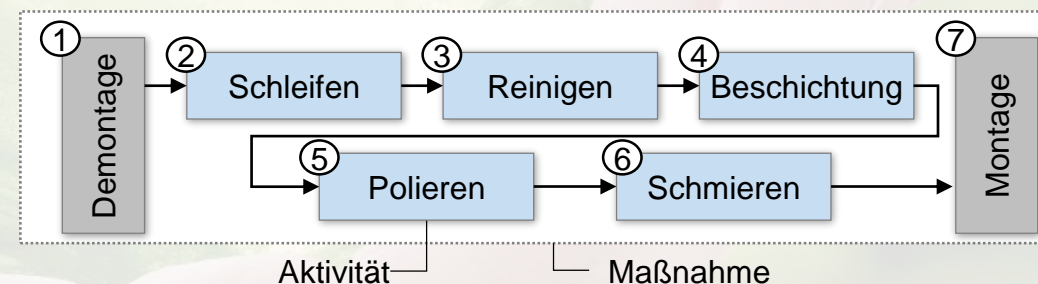 1
Demontage
2
Schleifen
3
Reinigen
4
Beschichtung
5
Polieren
6
Schmieren
7
Montage
Aktivität
Maßnahme